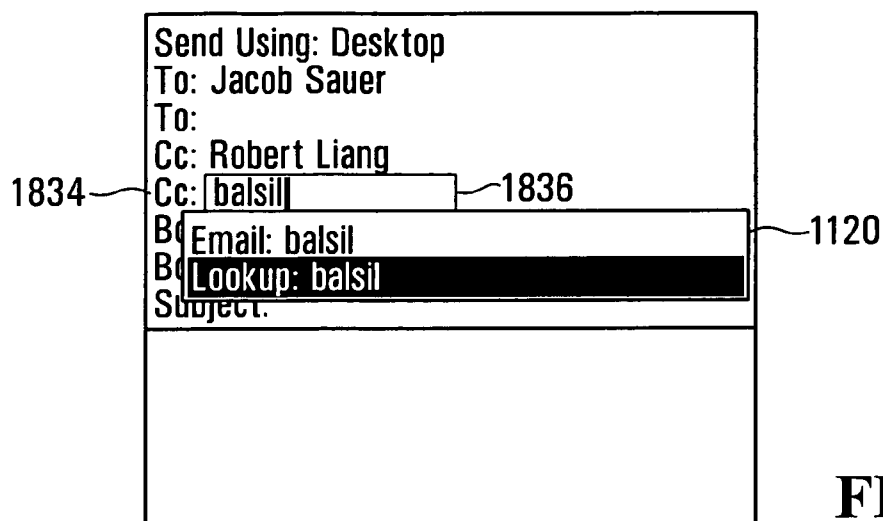 Send Using: Desktop
To: Jacob Sauer
To:
Cc: Robert Liang
1834 Cc: balsil 1836
Email: balsil 1120
Lookup: balsil
Subject: